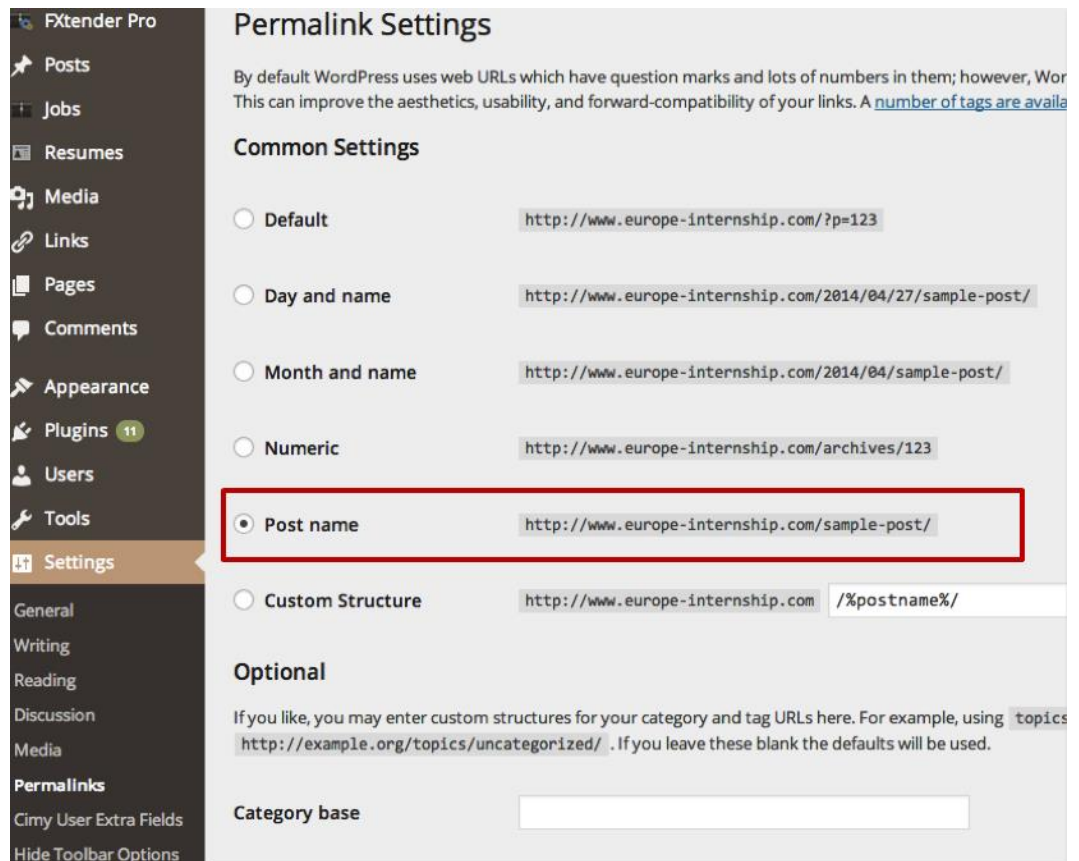 FXtender Pro
Posts
Jobs
Resumes
Media
Links
Pages
Comments
Appearance
Plugins 11
Users
Tools
Settings
General
Writing
Reading
Discussion
Media
Permalinks
Cimy User Extra Fields
Hide Toolbar Options
Permalink Settings
By default WordPress uses web URLs which have question marks and lots of numbers in them; however, Wor
This can improve the aesthetics, usability, and forward-compatibility of your links. A number of tags are availa
Common Settings
Default http://www.europe-internship.com/?p=123
Day and name http://www.europe-internship.com/2014/04/27/sample-post/
Month and name http://www.europe-internship.com/2014/04/sample-post/
Numeric http://www.europe-internship.com/archives/123
Post name http://www.europe-internship.com/sample-post/
Custom Structure http://www.europe-internship.com /%postname%/
Optional
If you like, you may enter custom structures for your category and tag URLs here. For example, using topics
http://example.org/topics/uncategorized/ . If you leave these blank the defaults will be used.
Category base